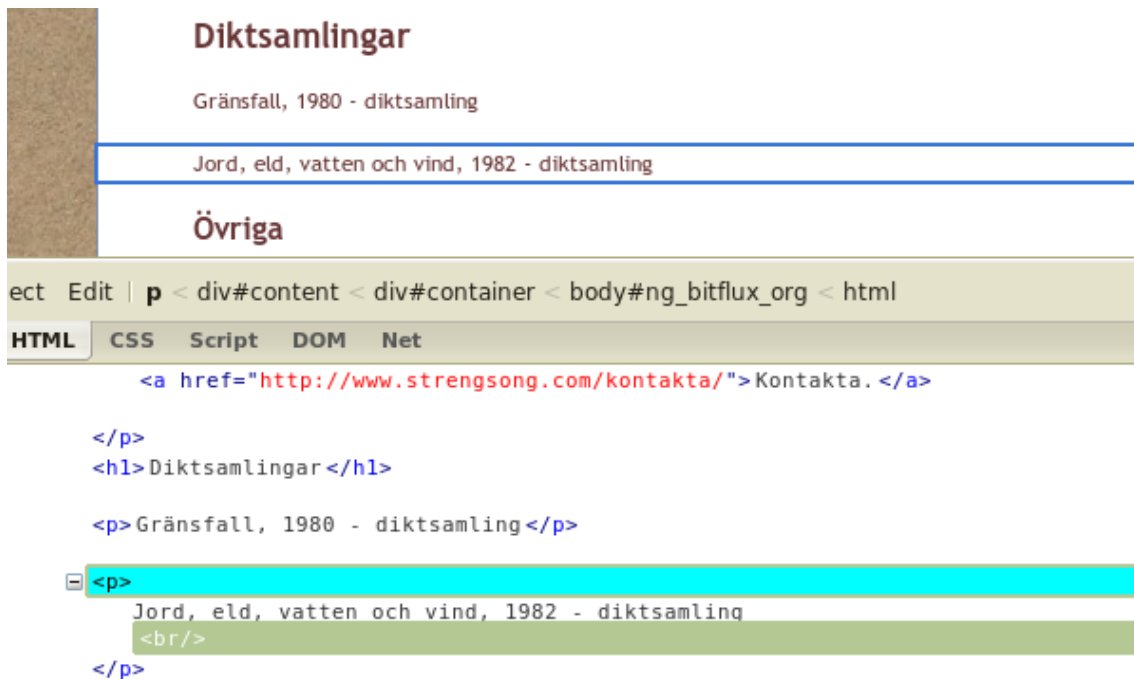 Diktsamlingar
Gränsfall, 1980 - diktsamling
Jord, eld, vatten och vind, 1982 - diktsamling
Övriga
ect Edit | p < div#content < div#container < body#ng_bitflux_org < html
HTML CSS Script DOM Net
<a href="http://www.strengsong.com/kontakta/">Kontakta.</a>
</p>
<h1>Diktsamlingar</h1>
<p>Gränsfall, 1980 - diktsamling</p>
<p>
Jord, eld, vatten och vind, 1982 - diktsamling
<br/>
</p>